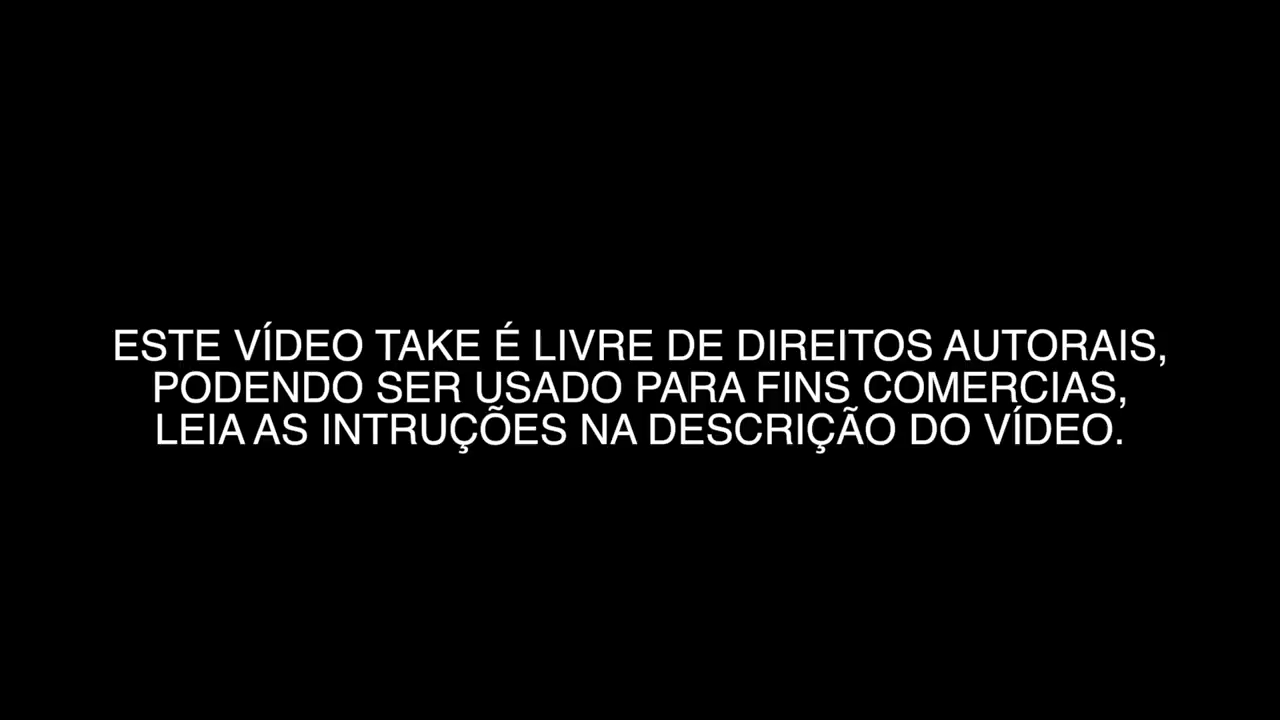 ESTE VÍDEO TAKE É LIVRE DE DIREITOS AUTORAIS,
PODENDO SER USADO PARA FINS COMERCIAS,
LEIA AS INTRUÇÕES NA DESCRIÇÃO DO VÍDEO.